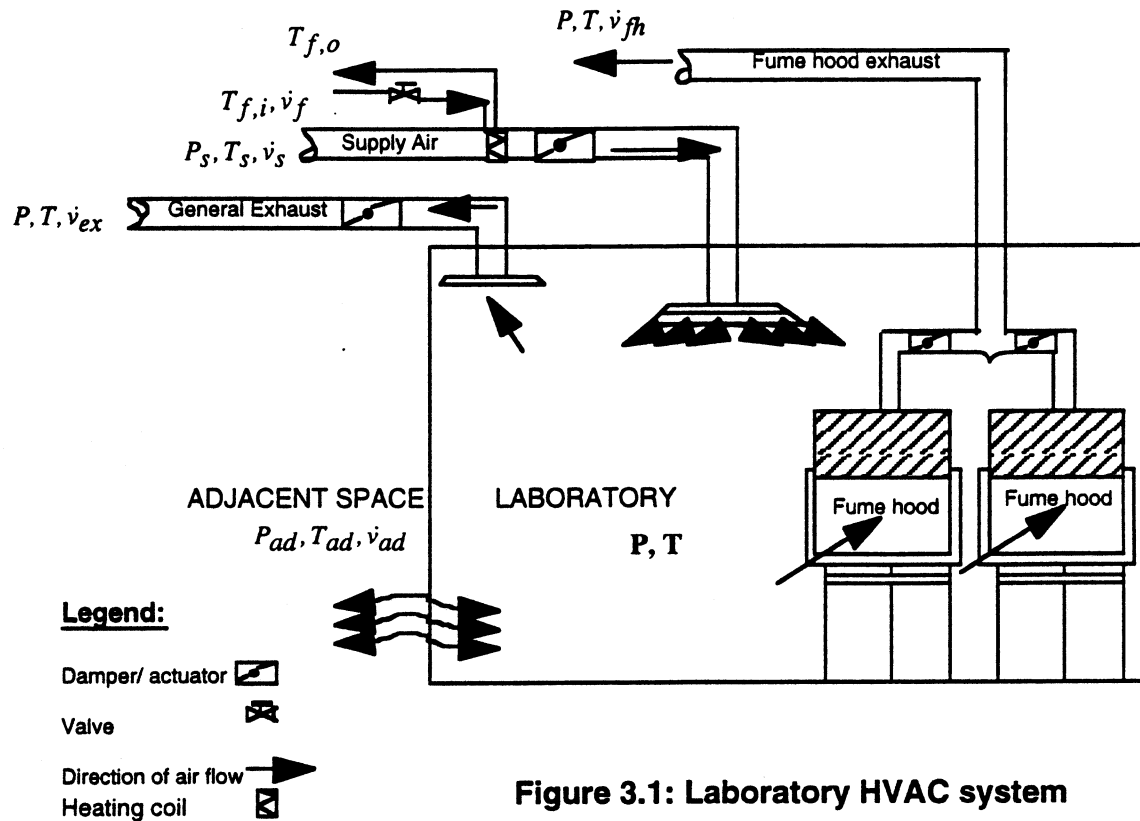 P, T, v̇fh
Tf,o
Fume hood exhaust
Tf,i, v̇f
Supply Air
Ps, Ts, v̇s
General Exhaust
P, T, v̇ex
ADJACENT SPACE
LABORATORY
Pad, Tad, v̇ad
P, T
Fume hood
Fume hood
Legend:
Damper/ actuator
Valve
Direction of air flow
Heating coil
Figure 3.1: Laboratory HVAC system